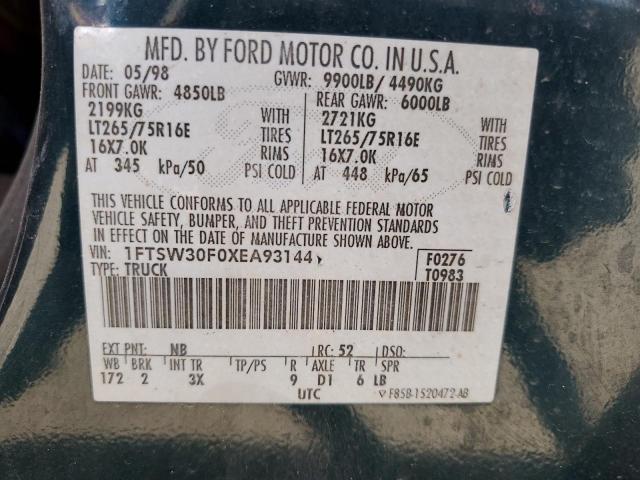 MFD. BY FORD MOTOR CO. IN U.S.A.
DATE: 05/98 GVWR: 9900LB/ 4490KG
FRONT GAWR: 4850LB REAR GAWR: 6000LB
2199KG WITH 2721KG WITH
LT265/75R16E TIRES LT265/75R16E TIRES
16X7.0K RIMS 16X7.0K RIMS
AT 345 kPa/50 PSI COLD AT 448 kPa/65 PSI COLD
THIS VEHICLE CONFORMS TO ALL APPLICABLE FEDERAL MOTOR
VEHICLE SAFETY, BUMPER, AND THEFT PREVENTION STANDARDS
IN EFFECT ON THE DATE OF MANUFACTURE SHOWN ABOVE.
VIN: 1FTSW30F0XEA93144 F0276
TYPE: TRUCK T0983
EXT PNT: NB RC: 52 DSO:
WB BRK INT TR TP/PS R AXLE TR SPR
172 2 3X 9 D1 6 LB
UTC F85B-1520472-AB